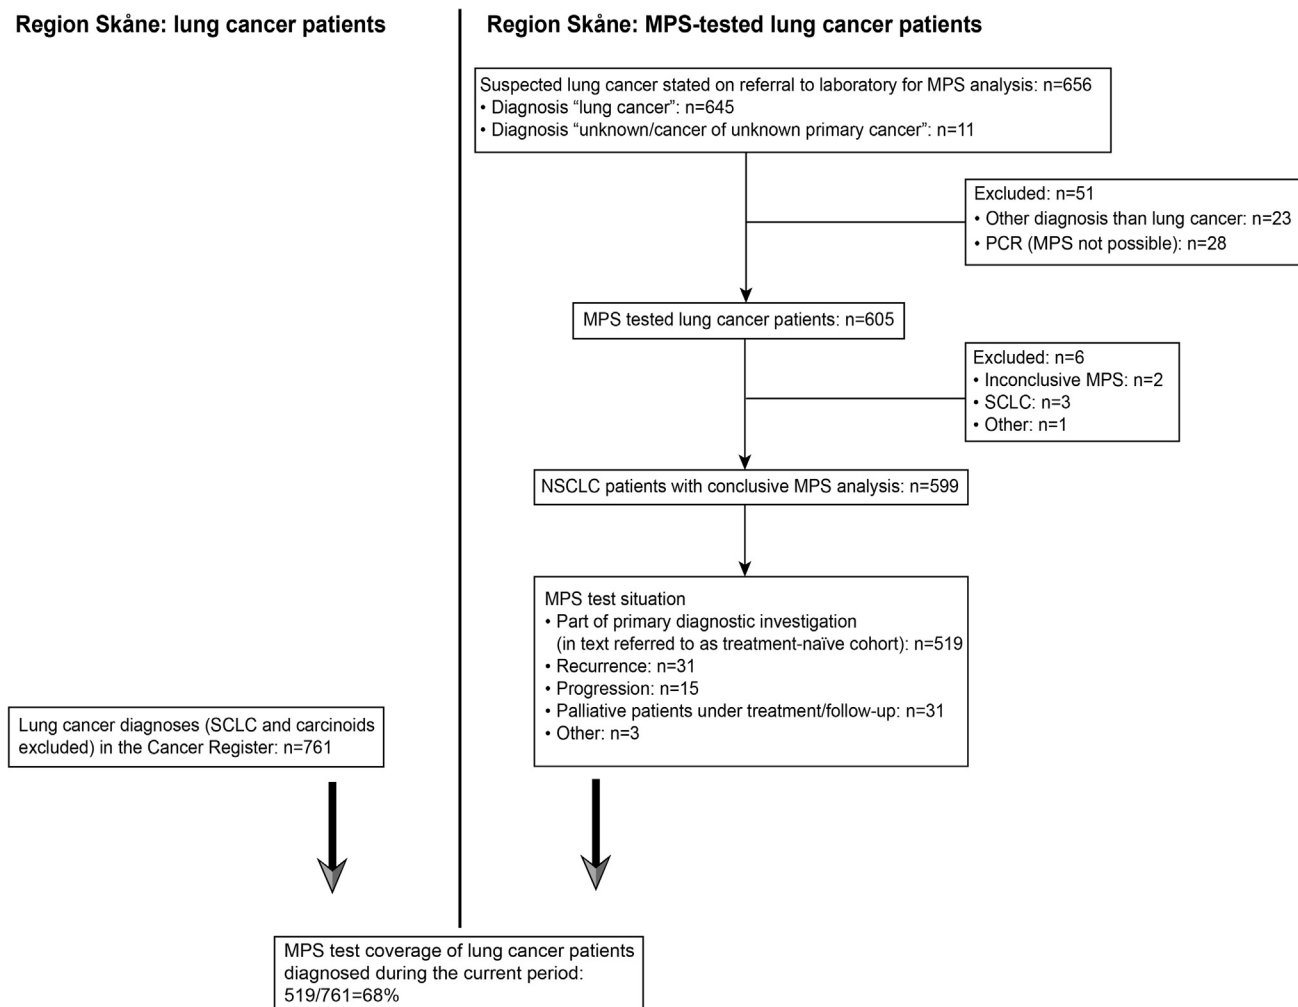 Region Skåne: lung cancer patients
Region Skåne: MPS-tested lung cancer patients
Suspected lung cancer stated on referral to laboratory for MPS analysis: n=656
• Diagnosis “lung cancer”: n=645
• Diagnosis “unknown/cancer of unknown primary cancer”: n=11
Excluded: n=51
• Other diagnosis than lung cancer: n=23
• PCR (MPS not possible): n=28
MPS tested lung cancer patients: n=605
Excluded: n=6
• Inconclusive MPS: n=2
• SCLC: n=3
• Other: n=1
NSCLC patients with conclusive MPS analysis: n=599
MPS test situation
• Part of primary diagnostic investigation
(in text referred to as treatment-naïve cohort): n=519
• Recurrence: n=31
• Progression: n=15
• Palliative patients under treatment/follow-up: n=31
• Other: n=3
Lung cancer diagnoses (SCLC and carcinoids
excluded) in the Cancer Register: n=761
MPS test coverage of lung cancer patients
diagnosed during the current period:
519/761=68%